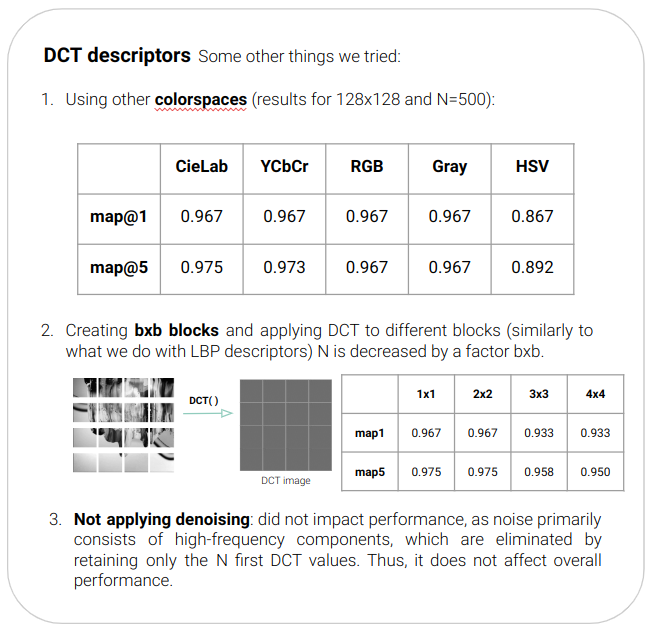 DCT descriptors Some other things we tried:
1. Using other colorspaces (results for 128x128 and N=500):
CieLab YCbCr RGB Gray HSV
map@1 0.967 0.967 0.967 0.967 0.867
map@5 0.975 0.973 0.967 0.967 0.892
2. Creating bxb blocks and applying DCT to different blocks (similarly to
what we do with LBP descriptors) N is decreased by a factor bxb.
DCT( )
DCT image
1x1 2x2 3x3 4x4
map1 0.967 0.967 0.933 0.933
map5 0.975 0.975 0.958 0.950
3. Not applying denoising: did not impact performance, as noise primarily
consists of high-frequency components, which are eliminated by
retaining only the N first DCT values. Thus, it does not affect overall
performance.